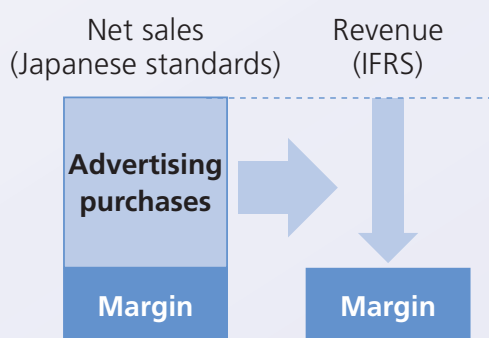 Net sales
(Japanese standards)
Revenue
(IFRS)
Advertising
purchases
Margin
Margin